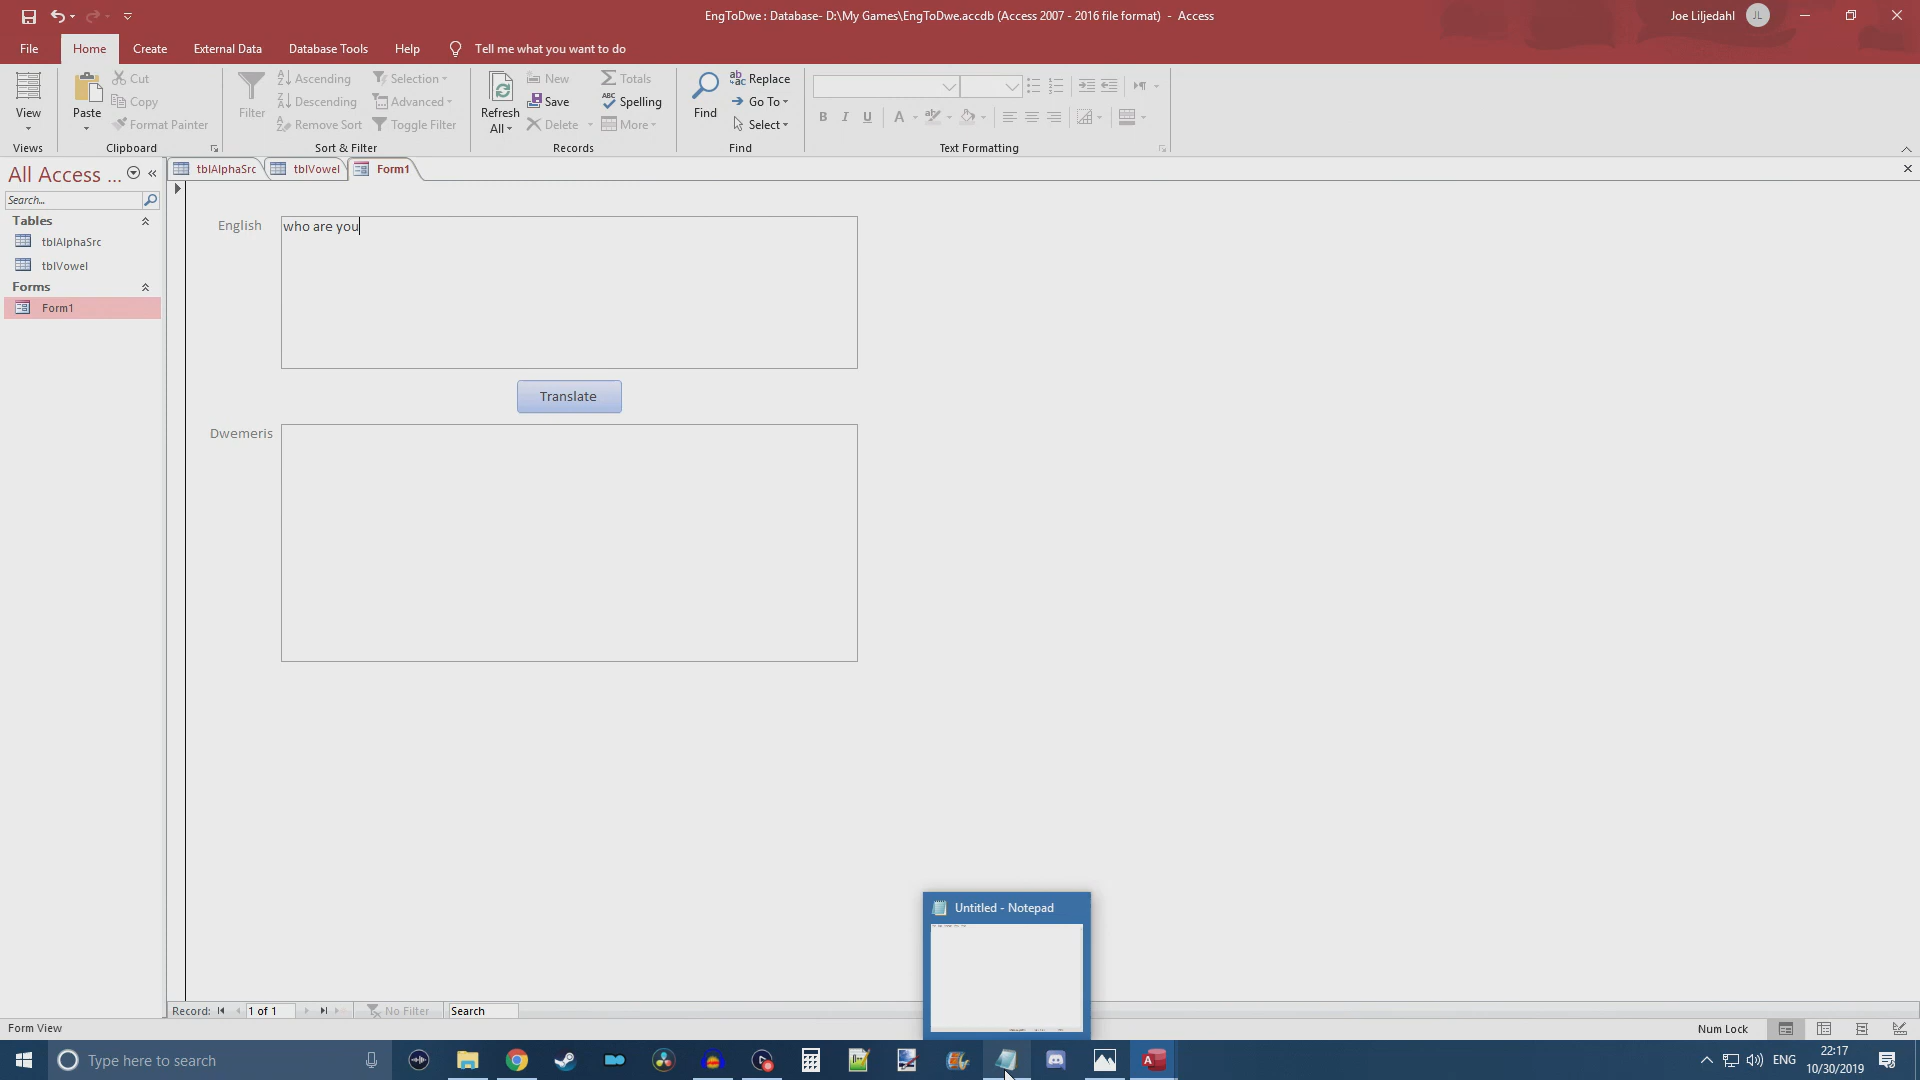 EngToDwe : Database- D:\My Games\EngToDwe.accdb (Access 2007 - 2016 file format) - Access
Joe Liljedahl
JL
File
Home
Create
External Data
Database Tools
Help
Tell me what you want to do
View
Views
Paste
Cut
Copy
Format Painter
Clipboard
Filter
Ascending
Descending
Remove Sort
Selection
Advanced
Toggle Filter
Sort & Filter
Refresh
All
New
Save
Delete
Totals
Spelling
More
Records
Find
Replace
Go To
Select
Find
B I U A
Text Formatting
All Access ...
Search...
Tables
tblAlphaSrc
tblVowel
Forms
Form1
tblAlphaSrc
tblVowel
Form1
English
who are you
Translate
Dwemeris
Untitled - Notepad
Record:
1 of 1
No Filter
Search
Form View
Num Lock
Type here to search
ENG
22:17
10/30/2019